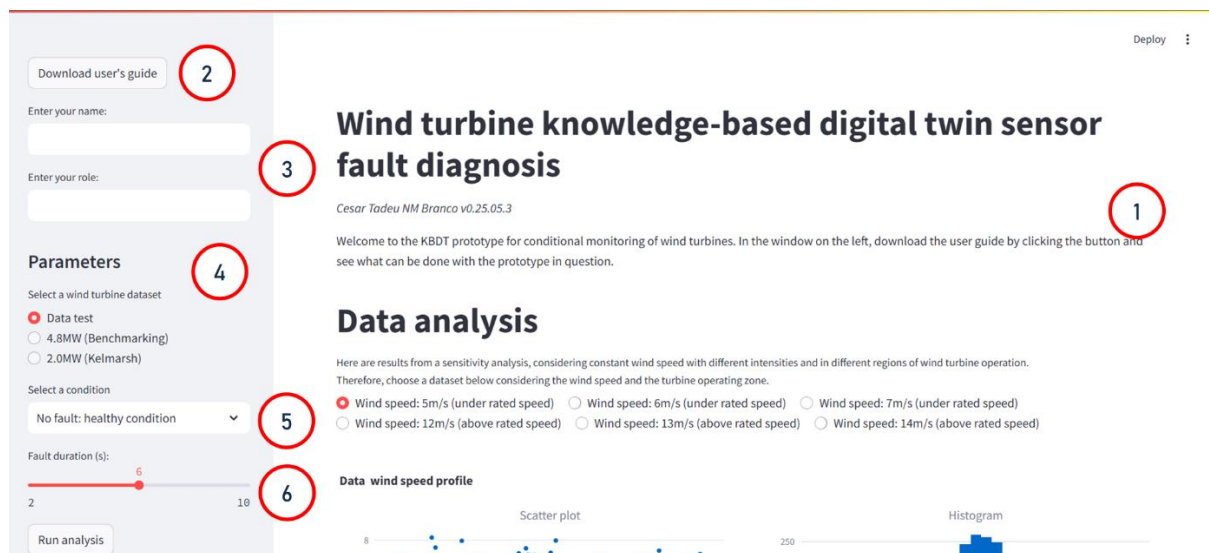 Deploy
Download user's guide
2
Enter your name:
3
Enter your role:
Parameters
4
Select a wind turbine dataset
Data test
4.8MW (Benchmarking)
2.0MW (Kelmarsh)
Select a condition
No fault: healthy condition
5
Fault duration (s):
6
2
10
6
Run analysis
Wind turbine knowledge-based digital twin sensor
fault diagnosis
1
Cesar Tadeu NM Branco v0.25.05.3
Welcome to the KBDT prototype for conditional monitoring of wind turbines. In the window on the left, download the user guide by clicking the button and
see what can be done with the prototype in question.
Data analysis
Here are results from a sensitivity analysis, considering constant wind speed with different intensities and in different regions of wind turbine operation.
Therefore, choose a dataset below considering the wind speed and the turbine operating zone.
Wind speed: 5m/s (under rated speed) Wind speed: 6m/s (under rated speed) Wind speed: 7m/s (under rated speed)
Wind speed: 12m/s (above rated speed) Wind speed: 13m/s (above rated speed) Wind speed: 14m/s (above rated speed)
Data wind speed profile
Scatter plot
8
Histogram
250